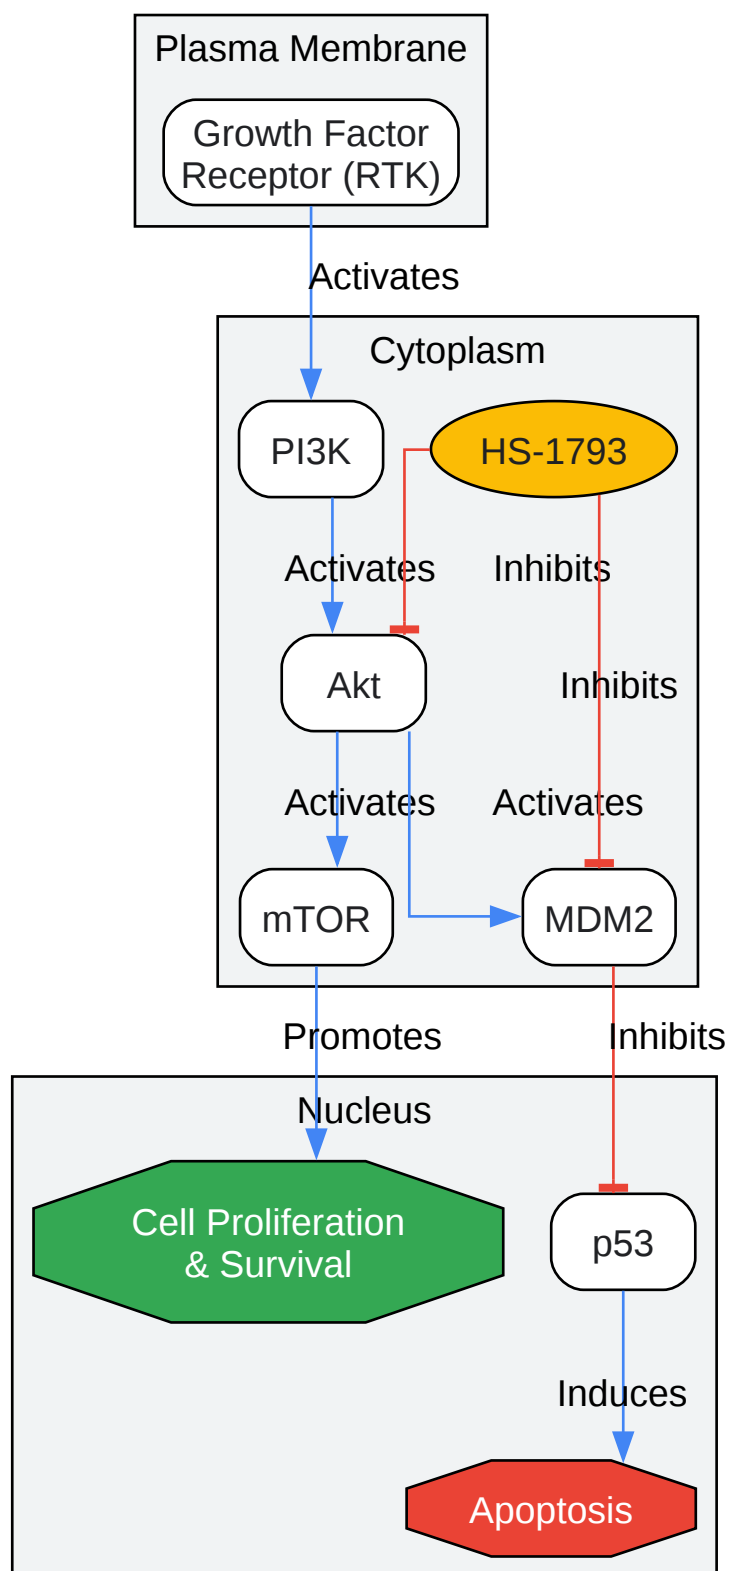 Plasma Membrane
Growth Factor
Receptor (RTK)
Activates
Cytoplasm
PI3K
HS-1793
Activates
Inhibits
Akt
Inhibits
Activates
Activates
mTOR
MDM2
Promotes
Inhibits
Nucleus
Cell Proliferation
& Survival
p53
Induces
Apoptosis